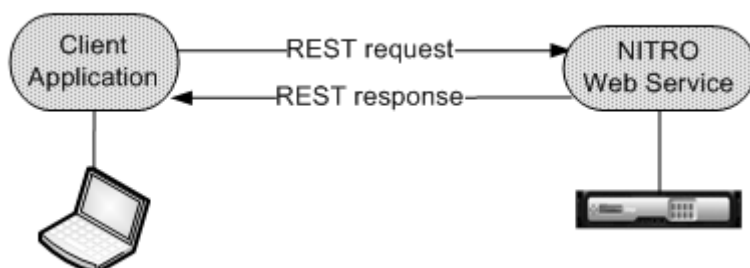 Client
Application
REST request
NITRO
Web Service
REST response